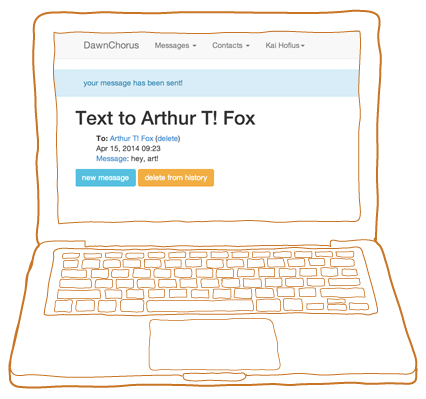 DawnChorus Messages Contacts Kai Hofius
your message has been sent!
Text to Arthur T! Fox
To: Arthur T! Fox (delete)
Apr 15, 2014 09:23
Message: hey, art!
new message delete from history